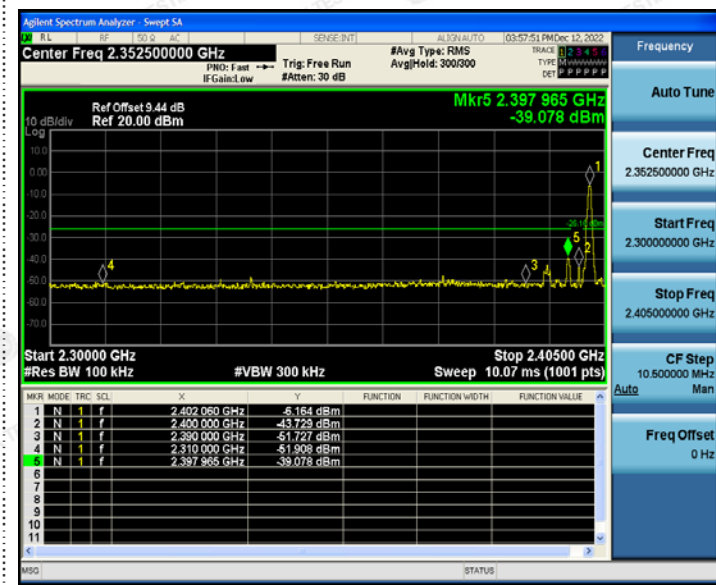 Agilent Spectrum Analyzer - Swept SA
RL RF 50 Ω AC SENSE:INT ALIGNAUTO 03:57:51 PM Dec 12, 2022
Center Freq 2.352500000 GHz
PNO: Fast
IFGain:Low
Trig: Free Run
#Atten: 30 dB
#Avg Type: RMS
Avg|Hold: 300/300
TRACE 1 2 3 4 5 6
TYPE M
DET P P P P P P
Ref Offset 9.44 dB
Ref 20.00 dBm
10 dB/div
Log
Mkr5 2.397 965 GHz
-39.078 dBm
10.0
0.00
-10.0
-20.0
-30.0
-40.0
-60.0
-70.0
1
5
2
3
4
Start 2.30000 GHz
Stop 2.40500 GHz
#Res BW 100 kHz
#VBW 300 kHz
Sweep 10.07 ms (1001 pts)
MKR MODE TRC SCL X Y FUNCTION FUNCTION WIDTH FUNCTION VALUE
1 N 1 f 2.402 060 GHz -6.164 dBm
2 N 1 f 2.400 000 GHz -43.729 dBm
3 N 1 f 2.390 000 GHz -51.727 dBm
4 N 1 f 2.310 000 GHz -51.908 dBm
5 N 1 f 2.397 965 GHz -39.078 dBm
6
7
8
9
10
11
MSG
STATUS
Frequency
Auto Tune
Center Freq
2.352500000 GHz
Start Freq
2.300000000 GHz
Stop Freq
2.405000000 GHz
CF Step
10.500000 MHz
Auto Man
Freq Offset
0 Hz